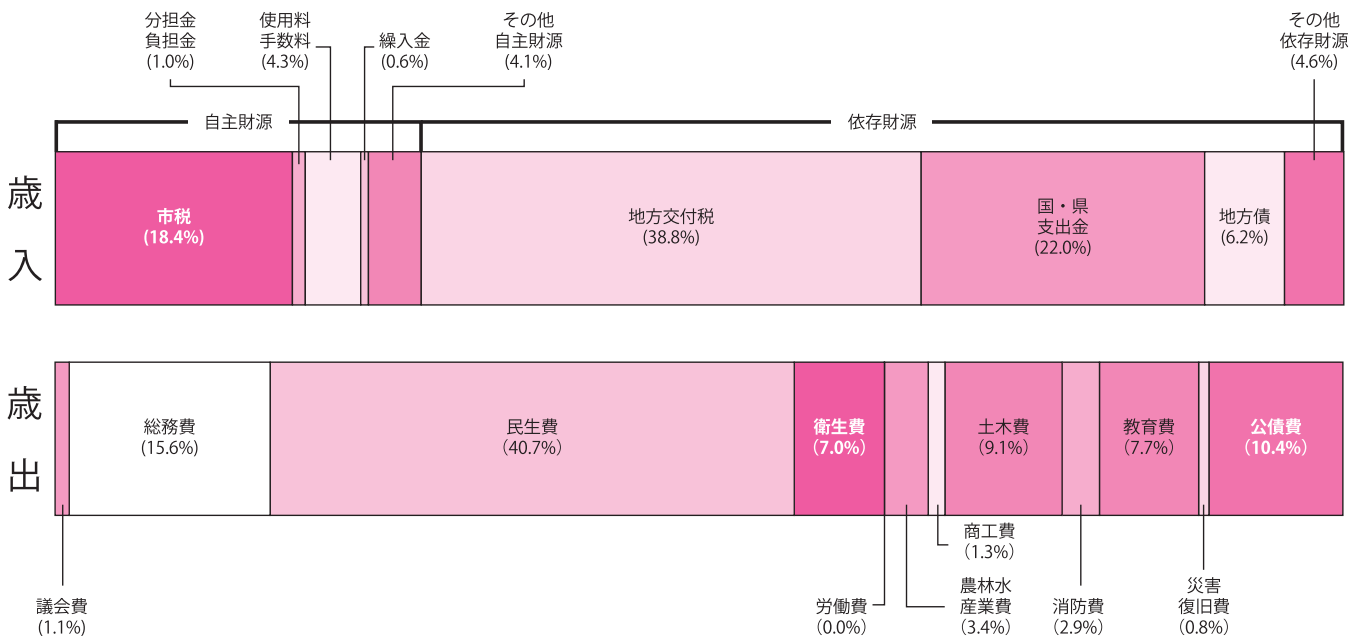 分担金
負担金
(1.0%)
使用料
手数料
(4.3%)
繰入金
(0.6%)
その他
自主財源
(4.1%)
その他
依存財源
(4.6%)
自主財源
依存財源
歳入
市税
(18.4%)
地方交付税
(38.8%)
国・県
支出金
(22.0%)
地方債
(6.2%)
歳出
総務費
(15.6%)
民生費
(40.7%)
衛生費
(7.0%)
土木費
(9.1%)
教育費
(7.7%)
公債費
(10.4%)
商工費
(1.3%)
議会費
(1.1%)
労働費
(0.0%)
農林水
産業費
(3.4%)
消防費
(2.9%)
災害
復旧費
(0.8%)